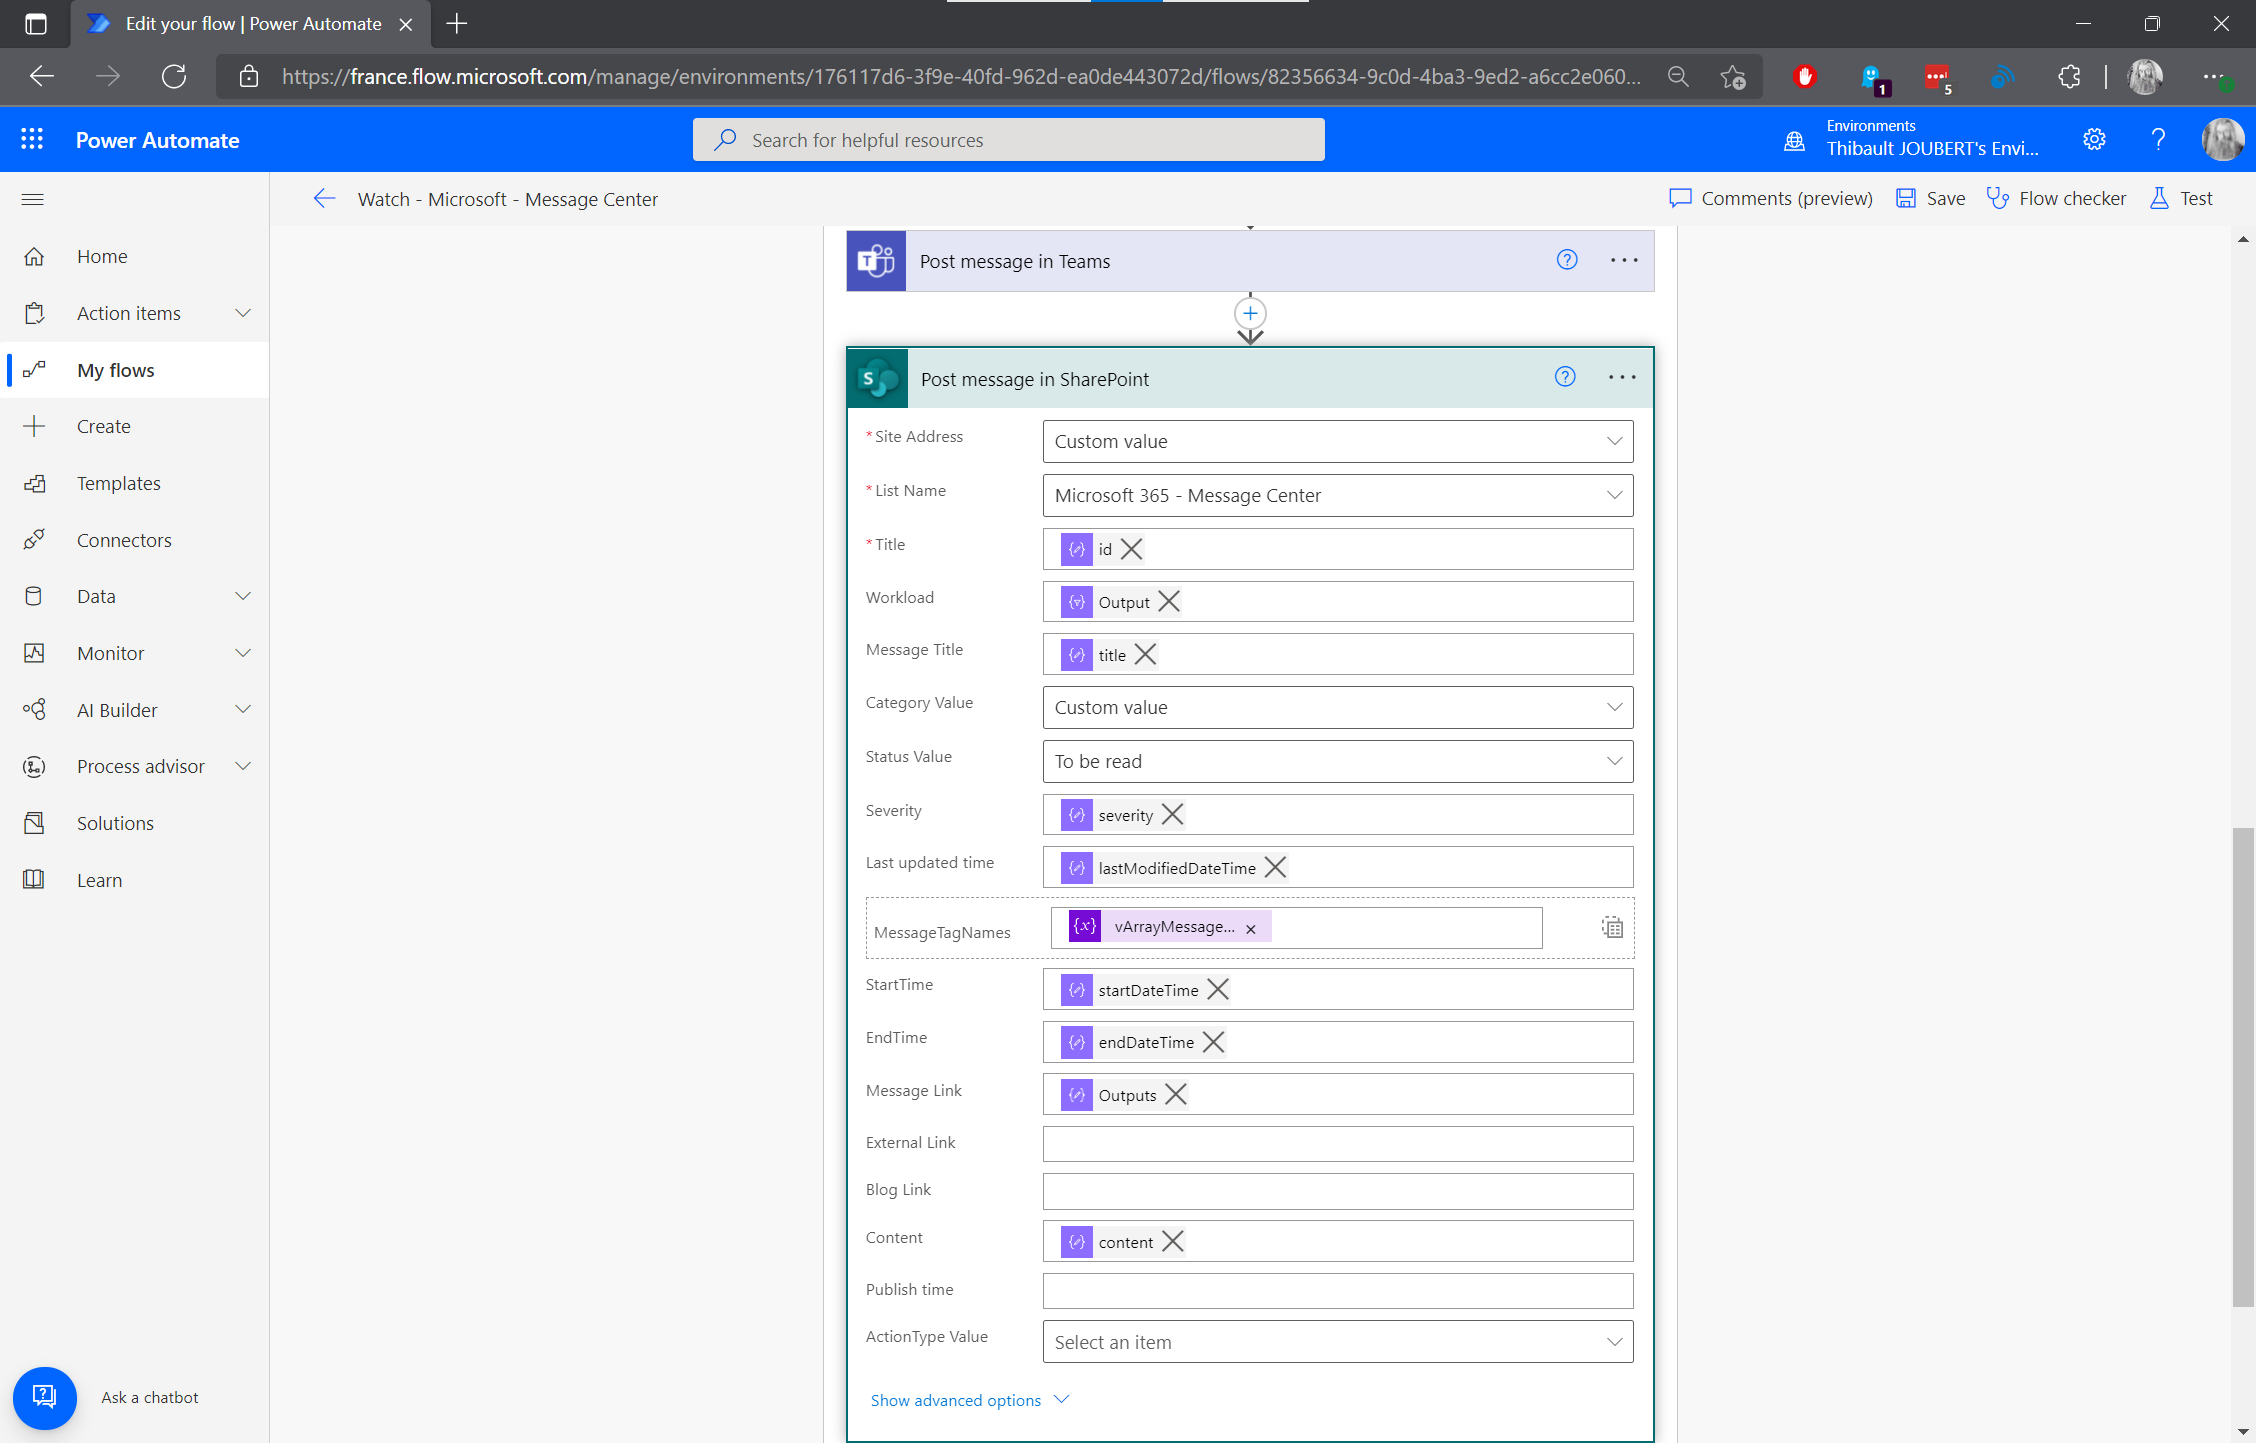 Edit your flow | Power Automate
https://france.flow.microsoft.com/manage/environments/176117d6-3f9e-40fd-962d-ea0de443072d/flows/82356634-9c0d-4ba3-9ed2-a6cc2e060...
1
5
Power Automate
Search for helpful resources
Environments
Thibault JOUBERT's Envi...
Watch - Microsoft - Message Center
Comments (preview)
Save
Flow checker
Test
Home
Action items
My flows
Create
Templates
Connectors
Data
Monitor
AI Builder
Process advisor
Solutions
Learn
Ask a chatbot
Post message in Teams
Post message in SharePoint
* Site Address
Custom value
* List Name
Microsoft 365 - Message Center
* Title
id
Workload
Output
Message Title
title
Category Value
Custom value
Status Value
To be read
Severity
severity
Last updated time
lastModifiedDateTime
MessageTagNames
{x} vArrayMessage... ×
StartTime
startDateTime
EndTime
endDateTime
Message Link
Outputs
External Link
Blog Link
Content
content
Publish time
ActionType Value
Select an item
Show advanced options